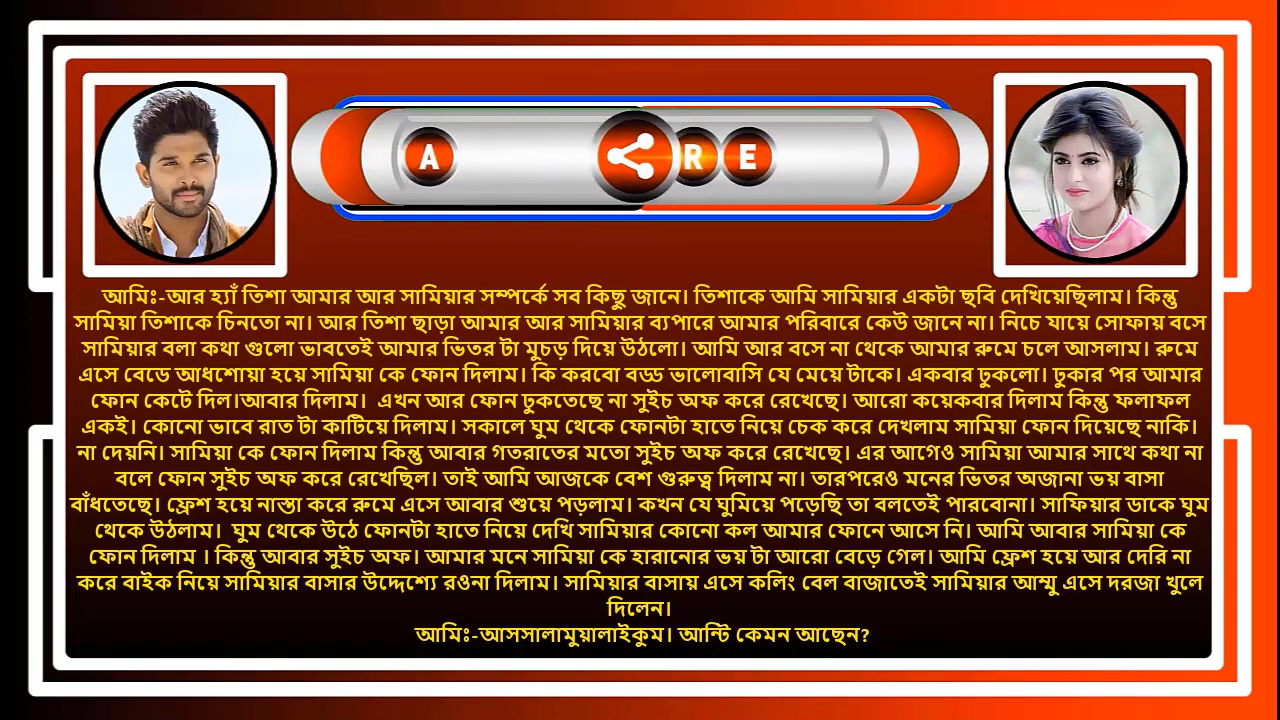 A R E
আমিঃ-আর হ্যাঁ তিশা আমার আর সামিয়ার সম্পর্কে সব কিছু জানে। তিশাকে আমি সামিয়ার একটা ছবি দেখিয়েছিলাম। কিন্তু
সামিয়া তিশাকে চিনতো না। আর তিশা ছাড়া আমার আর সামিয়ার ব্যপারে আমার পরিবারে কেউ জানে না। নিচে যায়ে সোফায় বসে
সামিয়ার বলা কথা গুলো ভাবতেই আমার ভিতর টা মুচড় দিয়ে উঠলো। আমি আর বসে না থেকে আমার রুমে চলে আসলাম। রুমে
এসে বেডে আধশোয়া হয়ে সামিয়া কে ফোন দিলাম। কি করবো বড্ড ভালোবাসি যে মেয়ে টাকে। একবার ঢুকলো। ঢুকার পর আমার
ফোন কেটে দিল।আবার দিলাম। এখন আর ফোন ঢুকতেছে না সুইচ অফ করে রেখেছে। আরো কয়েকবার দিলাম কিন্তু ফলাফল
একই। কোনো ভাবে রাত টা কাটিয়ে দিলাম। সকালে ঘুম থেকে ফোনটা হাতে নিয়ে চেক করে দেখলাম সামিয়া ফোন দিয়েছে নাকি।
না দেয়নি। সামিয়া কে ফোন দিলাম কিন্তু আবার গতরাতের মতো সুইচ অফ করে রেখেছে। এর আগেও সামিয়া আমার সাথে কথা না
বলে ফোন সুইচ অফ করে রেখেছিল। তাই আমি আজকে বেশ গুরুত্ব দিলাম না। তারপরেও মনের ভিতর অজানা ভয় বাসা
বাঁধতেছে। ফ্রেশ হয়ে নাস্তা করে রুমে এসে আবার শুয়ে পড়লাম। কখন যে ঘুমিয়ে পড়েছি তা বলতেই পারবোনা। সাফিয়ার ডাকে ঘুম
থেকে উঠলাম। ঘুম থেকে উঠে ফোনটা হাতে নিয়ে দেখি সামিয়ার কোনো কল আমার ফোনে আসে নি। আমি আবার সামিয়া কে
ফোন দিলাম । কিন্তু আবার সুইচ অফ। আমার মনে সামিয়া কে হারানোর ভয় টা আরো বেড়ে গেল। আমি ফ্রেশ হয়ে আর দেরি না
করে বাইক নিয়ে সামিয়ার বাসার উদ্দেশ্যে রওনা দিলাম। সামিয়ার বাসায় এসে কলিং বেল বাজাতেই সামিয়ার আম্মু এসে দরজা খুলে
দিলেন।
আমিঃ-আসসালামুয়ালাইকুম। আন্টি কেমন আছেন?